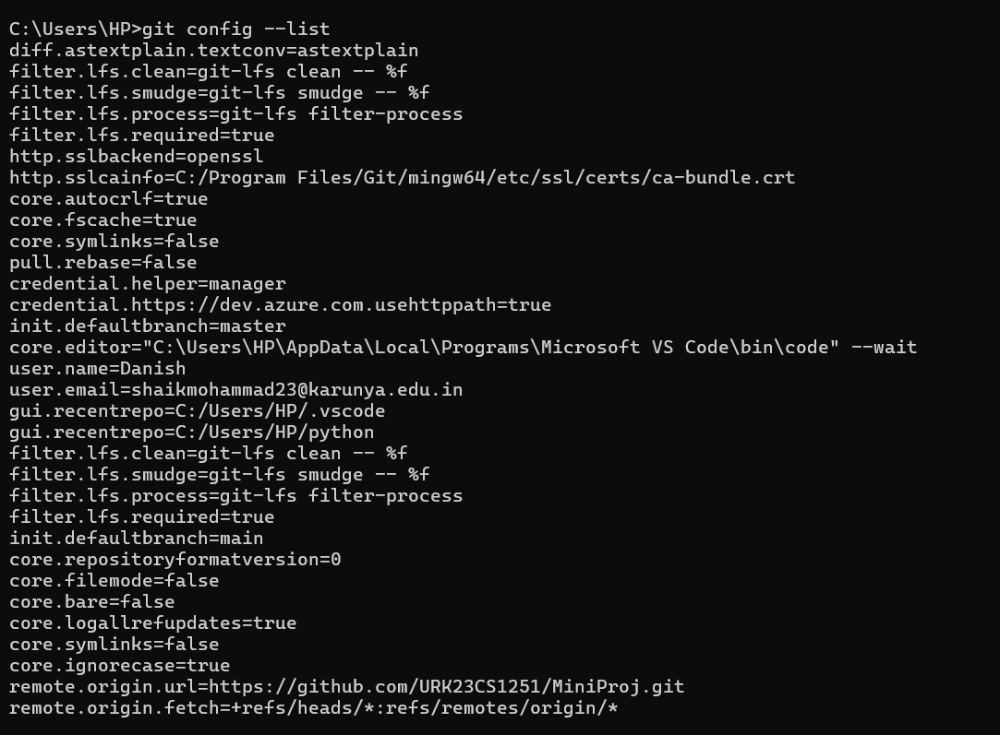 C:\Users\HP>git config --list
diff.astextplain.textconv=astextplain
filter.lfs.clean=git-lfs clean -- %f
filter.lfs.smudge=git-lfs smudge -- %f
filter.lfs.process=git-lfs filter-process
filter.lfs.required=true
http.sslbackend=openssl
http.sslcainfo=C:/Program Files/Git/mingw64/etc/ssl/certs/ca-bundle.crt
core.autocrlf=true
core.fscache=true
core.symlinks=false
pull.rebase=false
credential.helper=manager
credential.https://dev.azure.com.usehttppath=true
init.defaultbranch=master
core.editor="C:\Users\HP\AppData\Local\Programs\Microsoft VS Code\bin\code" --wait
user.name=Danish
user.email=shaikmohammad23@karunya.edu.in
gui.recentrepo=C:/Users/HP/.vscode
gui.recentrepo=C:/Users/HP/python
filter.lfs.clean=git-lfs clean -- %f
filter.lfs.smudge=git-lfs smudge -- %f
filter.lfs.process=git-lfs filter-process
filter.lfs.required=true
init.defaultbranch=main
core.repositoryformatversion=0
core.filemode=false
core.bare=false
core.logallrefupdates=true
core.symlinks=false
core.ignorecase=true
remote.origin.url=https://github.com/URK23CS1251/MiniProj.git
remote.origin.fetch=+refs/heads/*:refs/remotes/origin/*